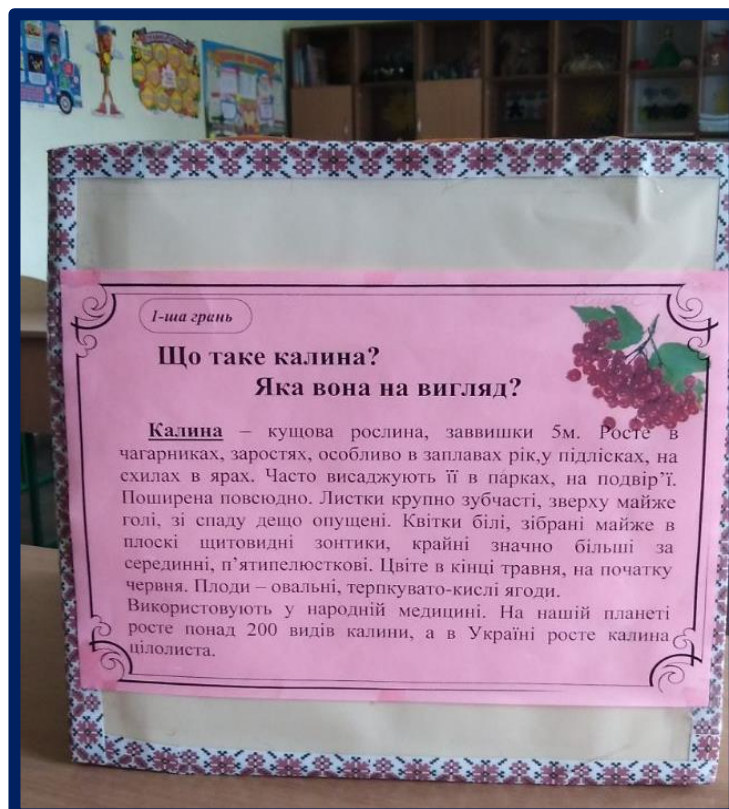 1-ша грань
Що таке калина?
Яка вона на вигляд?
Калина – кущова рослина, заввишки 5м. Росте в
чагарниках, заростях, особливо в заплавах рік,у підлісках, на
схилах в ярах. Часто висаджують її в парках, на подвір’ї.
Поширена повсюдно. Листки крупно зубчасті, зверху майже
голі, зі спаду дещо опущені. Квітки білі, зібрані майже в
плоскі щитовидні зонтики, крайні значно більші за
серединні, п’ятипелюсткові. Цвіте в кінці травня, на початку
червня. Плоди – овальні, терпкувато-кислі ягоди.
Використовують у народній медицині. На нашій планеті
росте понад 200 видів калини, а в Україні росте калина
цілолиста.